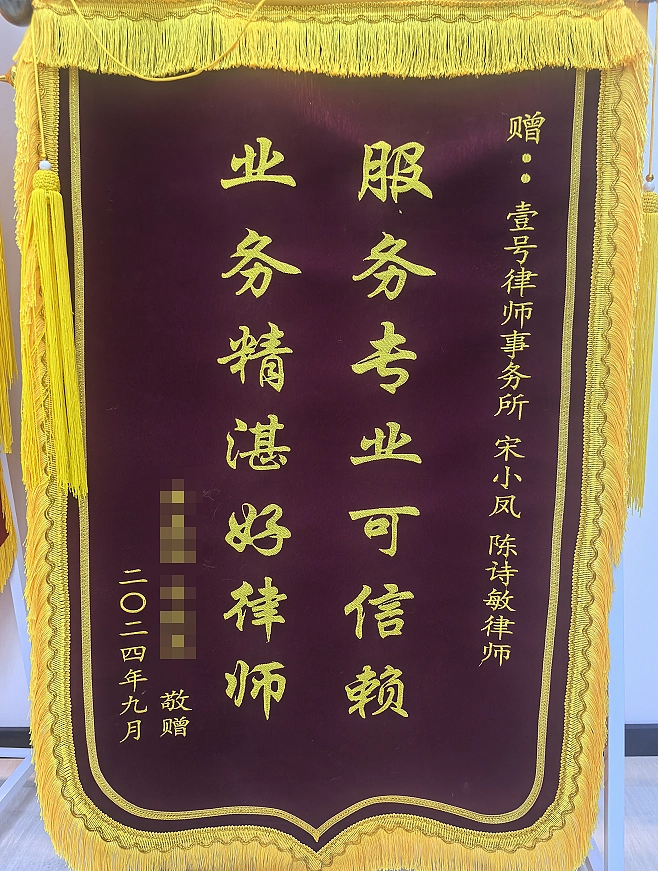 赠：壹号律师事务所 宋小凤 陈诗敏律师
服务专业可信赖
业务精湛好律师
敬赠
二〇二四年九月